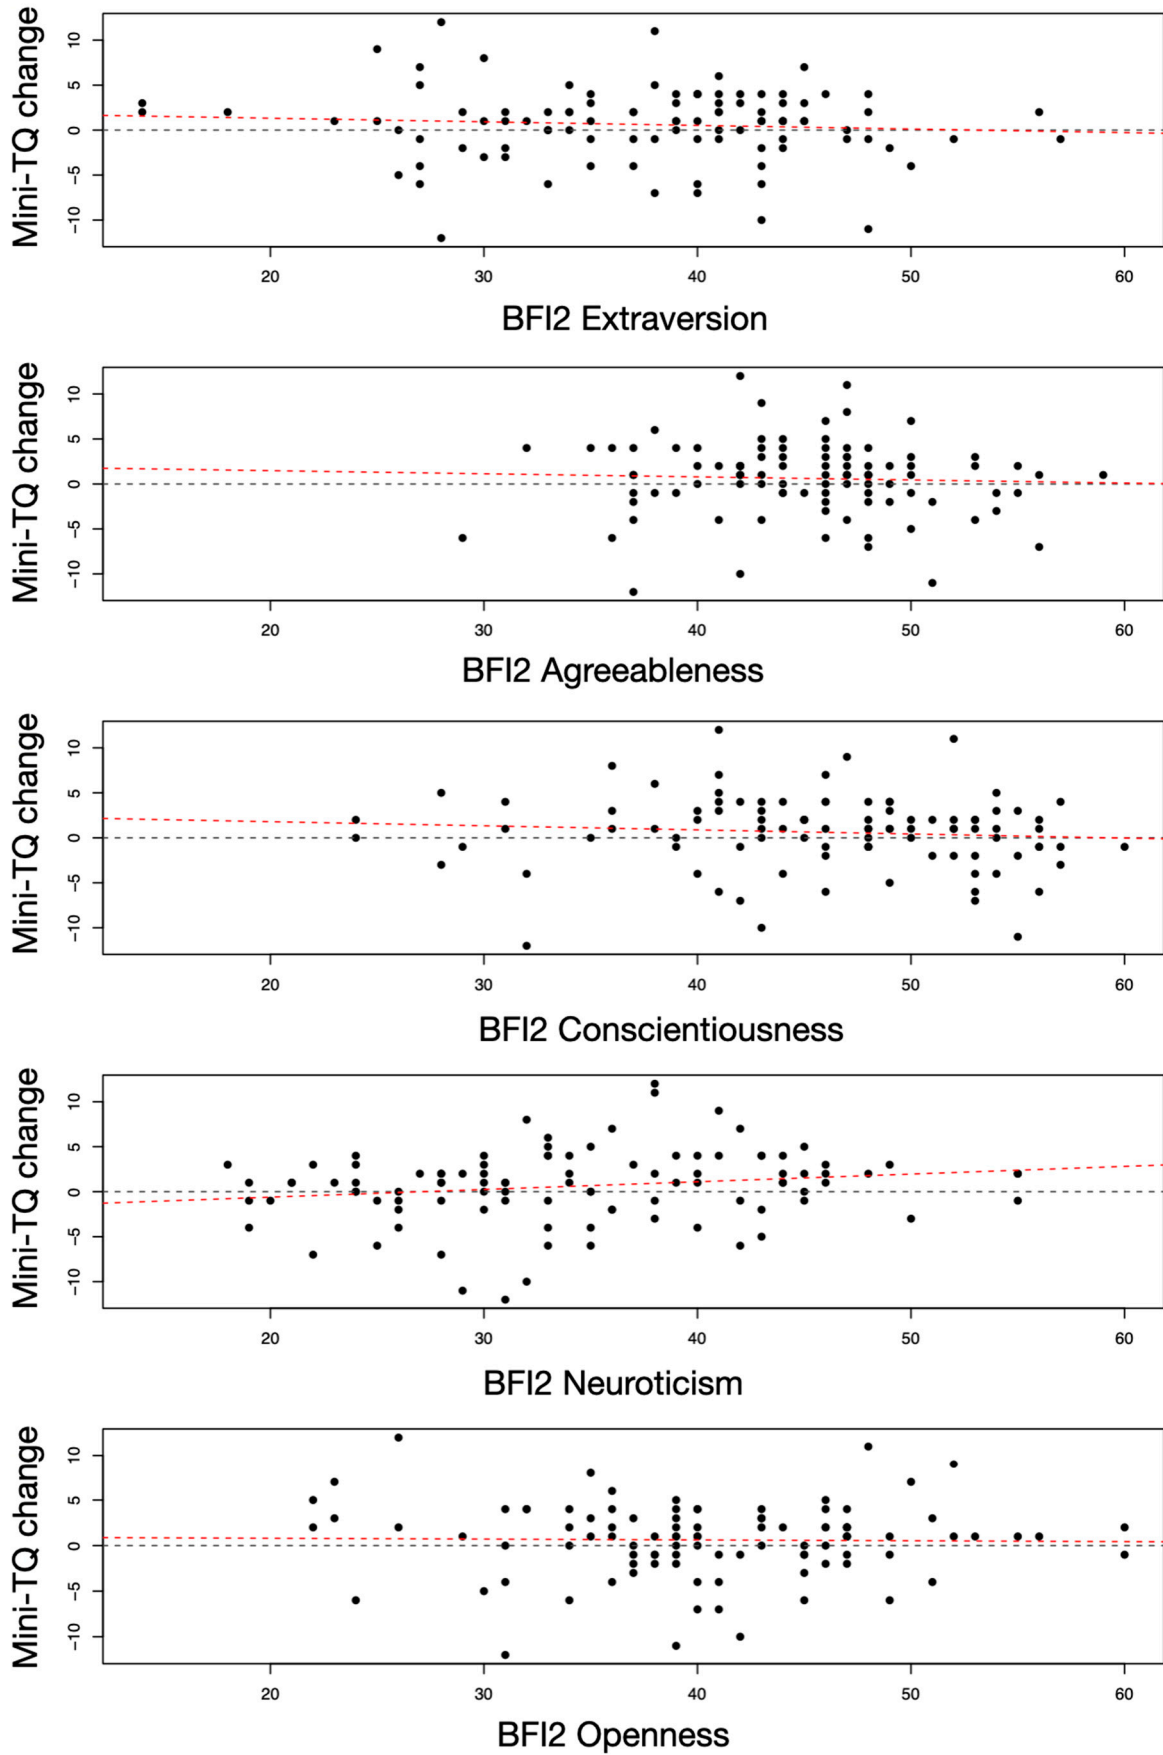 Mini-TQ change
10
5
0
−5
−10
20 30 40 50 60
BFI2 Extraversion
Mini-TQ change
10
5
0
−5
−10
20 30 40 50 60
BFI2 Agreeableness
Mini-TQ change
10
5
0
−5
−10
20 30 40 50 60
BFI2 Conscientiousness
Mini-TQ change
10
5
0
−5
−10
20 30 40 50 60
BFI2 Neuroticism
Mini-TQ change
10
5
0
−5
−10
20 30 40 50 60
BFI2 Openness